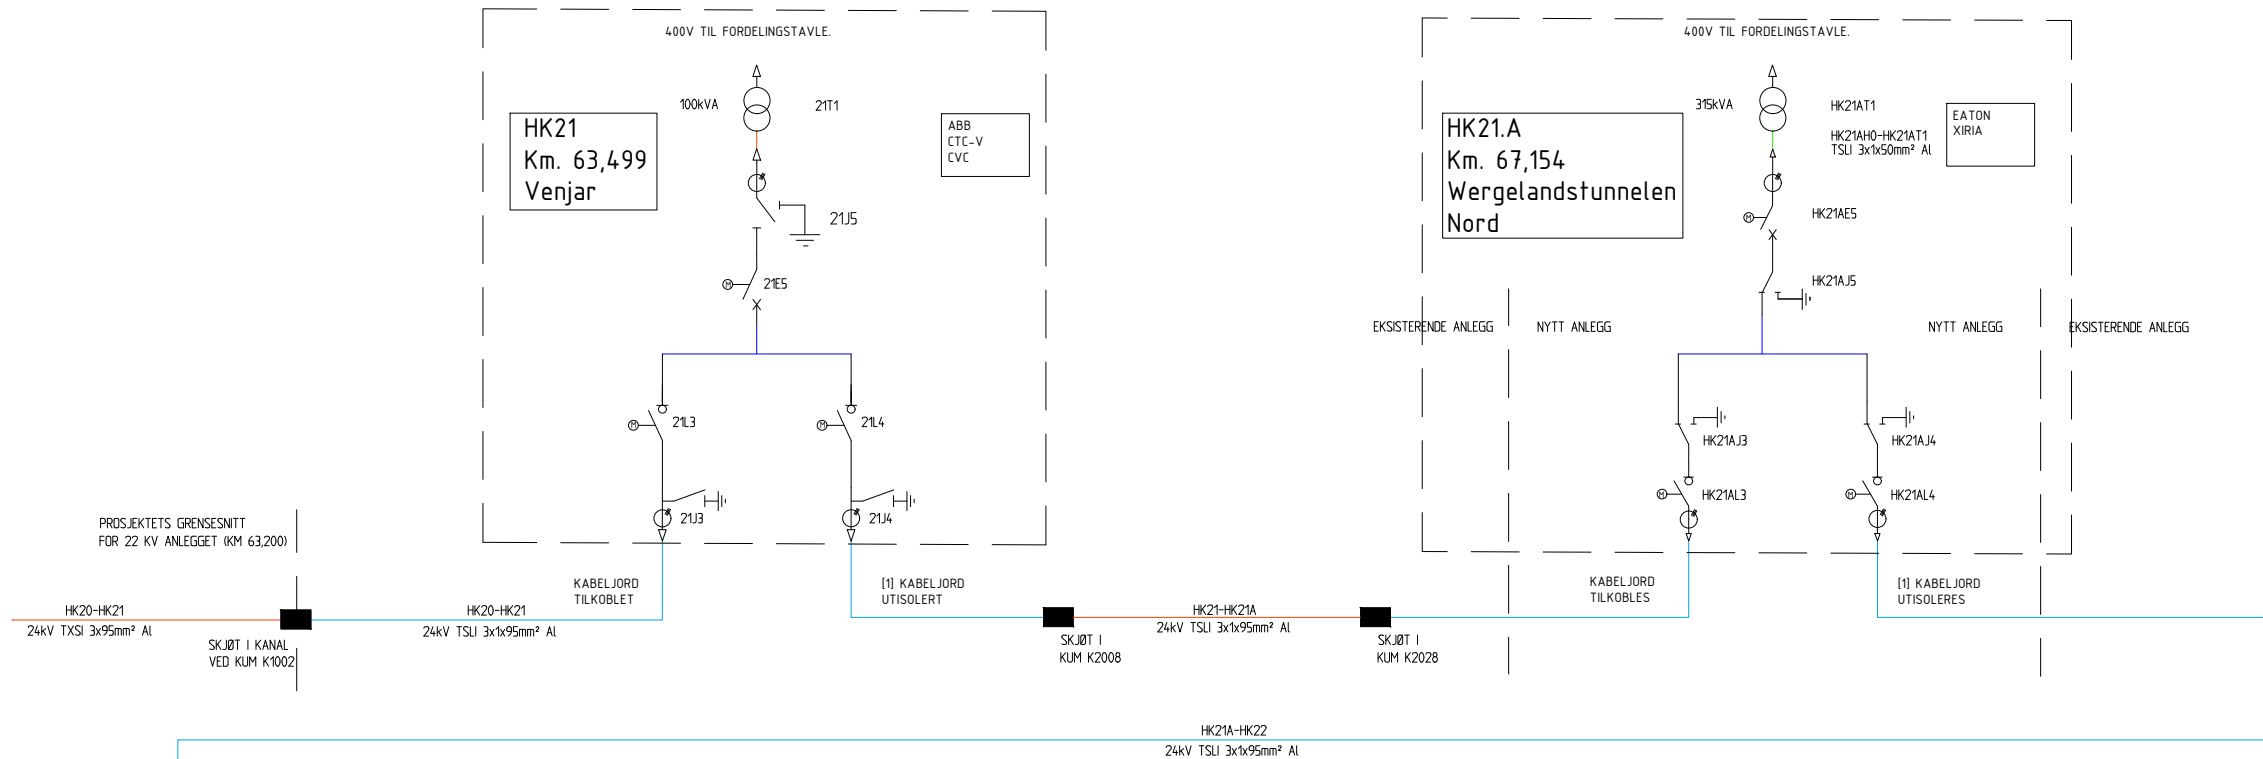 400V TIL FORDELINGSTAVLE.
100kVA
21T1
HK21
Km. 63,499
Venjar
ABB
CTC-V
CVC
21J5
M
21E5
M
21L3
M
21L4
21J3
21J4
PROSJEKTETS GRENSESNITT
FOR 22 KV ANLEGGET (KM 63,200)
KABELJORD
TILKOBLET
[1] KABELJORD
UTISOLERT
HK20-HK21
24kV TXSI 3x95mm² Al
SKJØT I KANAL
VED KUM K1002
HK20-HK21
24kV TSLI 3x1x95mm² Al
SKJØT I
KUM K2008
HK21-HK21A
24kV TSLI 3x1x95mm² Al
SKJØT I
KUM K2028
400V TIL FORDELINGSTAVLE.
315kVA
HK21AT1
HK21AH0-HK21AT1
TSLI 3x1x50mm² Al
EATON
XIRIA
HK21.A
Km. 67,154
Wergelandstunnelen
Nord
M
HK21AE5
HK21AJ5
EKSISTERENDE ANLEGG
NYTT ANLEGG
NYTT ANLEGG
EKSISTERENDE ANLEGG
HK21AJ3
HK21AJ4
M
HK21AL3
M
HK21AL4
KABELJORD
TILKOBLES
[1] KABELJORD
UTISOLERES
HK21A-HK22
24kV TSLI 3x1x95mm² Al